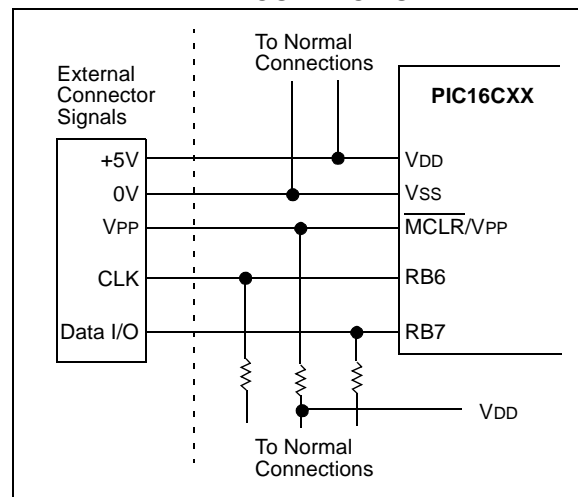 To Normal
Connections
External
Connector
Signals
PIC16CXX
+5V
VDD
0V
VSS
VPP
MCLR/VPP
CLK
RB6
Data I/O
RB7
VDD
To Normal
Connections